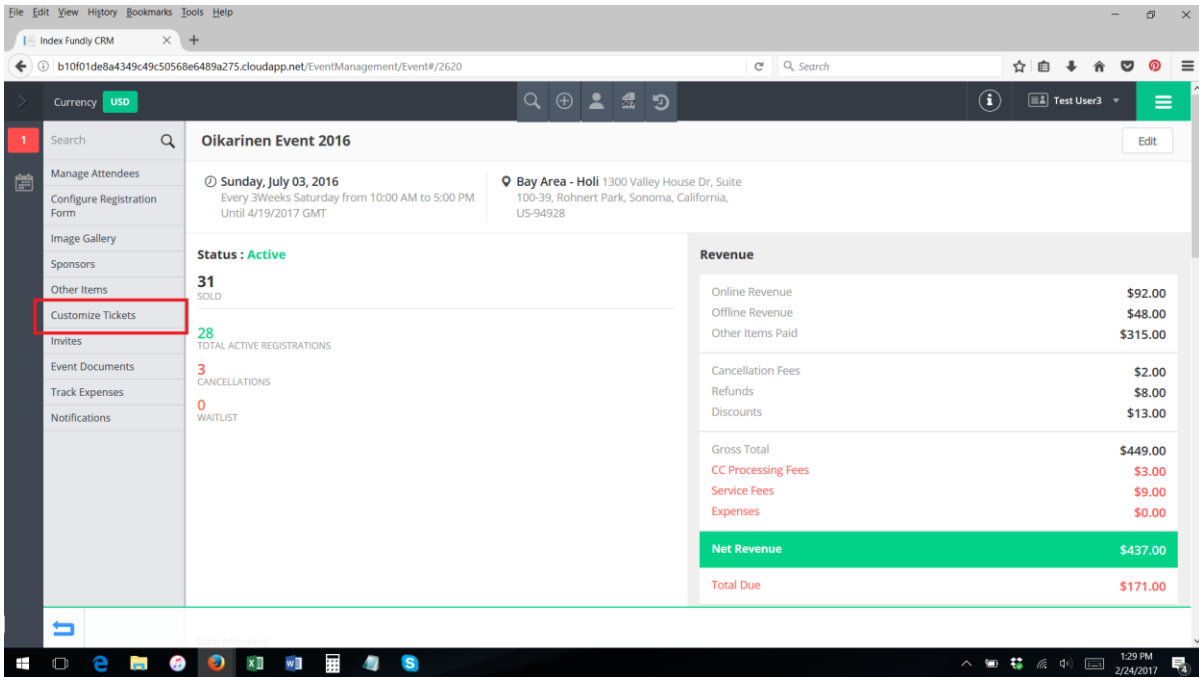 File Edit View History Bookmarks Tools Help
Index Fundly CRM
b10f01de8a4349c49c50568e6489a275.cloudapp.net/EventManagement/Event#/2620
Search
Currency USD
Test User3
1
Search
Manage Attendees
Configure Registration
Form
Image Gallery
Sponsors
Other Items
Customize Tickets
Invites
Event Documents
Track Expenses
Notifications
Oikarinen Event 2016
Edit
Sunday, July 03, 2016
Every 3Weeks Saturday from 10:00 AM to 5:00 PM
Until 4/19/2017 GMT
Bay Area - Holi 1300 Valley House Dr, Suite
100-39, Rohnert Park, Sonoma, California,
US-94928
Status : Active
31
SOLD
28
TOTAL ACTIVE REGISTRATIONS
3
CANCELLATIONS
0
WAITLIST
Revenue
Online Revenue $92.00
Offline Revenue $48.00
Other Items Paid $315.00
Cancellation Fees $2.00
Refunds $8.00
Discounts $13.00
Gross Total $449.00
CC Processing Fees $3.00
Service Fees $9.00
Expenses $0.00
Net Revenue $437.00
Total Due $171.00
1:29 PM
2/24/2017